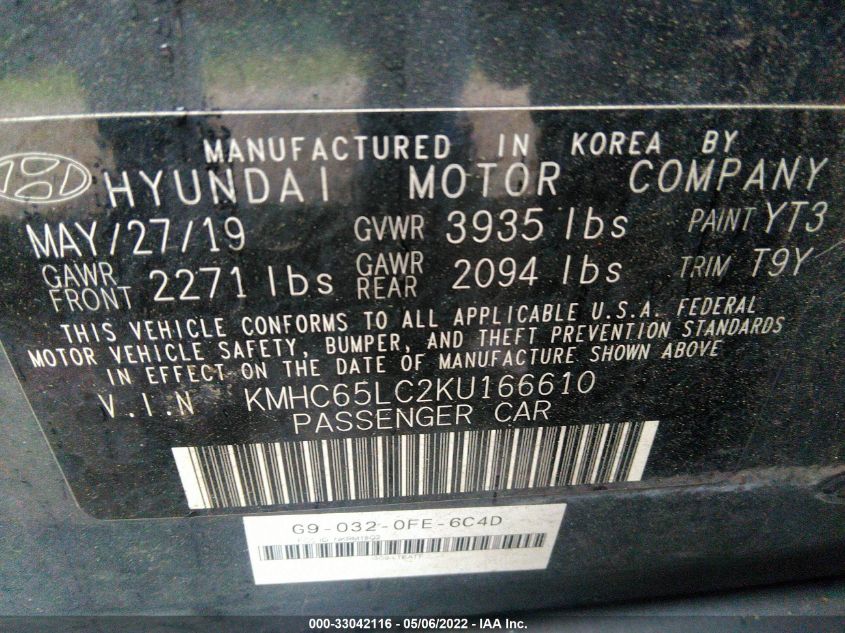 MANUFACTURED IN KOREA BY
HYUNDAI MOTOR COMPANY
MAY/27/19 GVWR 3935 lbs PAINT YT3
GAWR FRONT 2271 lbs GAWR REAR 2094 lbs TRIM T9Y
THIS VEHICLE CONFORMS TO ALL APPLICABLE U.S.A. FEDERAL
MOTOR VEHICLE SAFETY, BUMPER, AND THEFT PREVENTION STANDARDS
IN EFFECT ON THE DATE OF MANUFACTURE SHOWN ABOVE
V.I.N KMHC65LC2KU166610
PASSENGER CAR
G9-032-0FE-6C4D
000-33042116 - 05/06/2022 - IAA Inc.